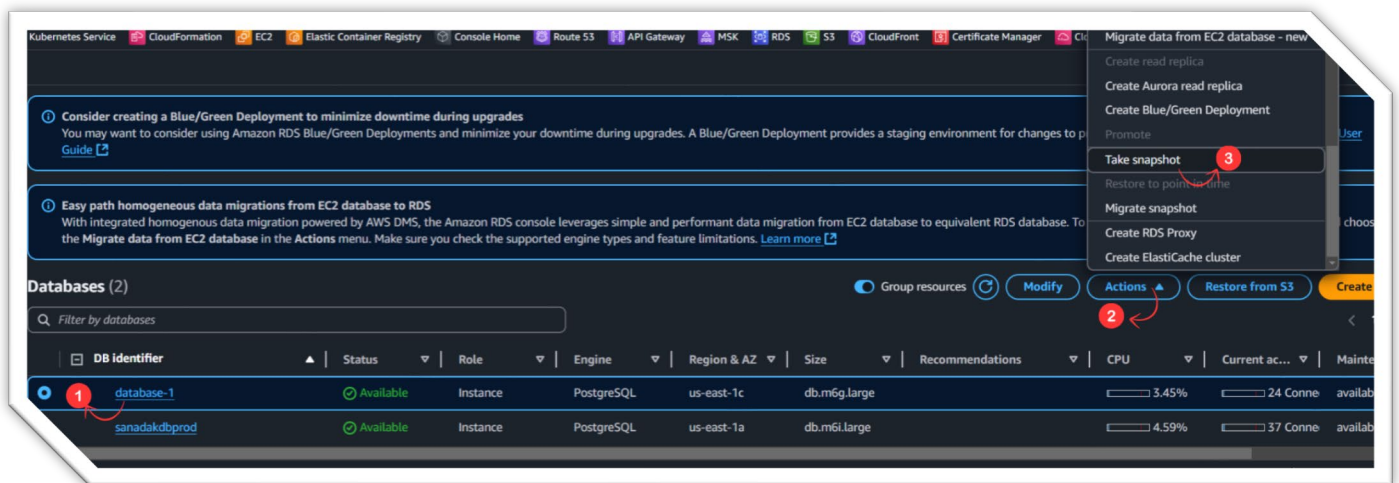 Kubernetes Service CloudFormation EC2 Elastic Container Registry Console Home Route 53 API Gateway MSK RDS S3 CloudFront Certificate Manager
Migrate data from EC2 database - new
Create read replica
Create Aurora read replica
Create Blue/Green Deployment
Promote
Take snapshot 3
Restore to point in time
Migrate snapshot
Create RDS Proxy
Create ElastiCache cluster
Consider creating a Blue/Green Deployment to minimize downtime during upgrades
You may want to consider using Amazon RDS Blue/Green Deployments and minimize your downtime during upgrades. A Blue/Green Deployment provides a staging environment for changes to p User
Guide
Easy path homogeneous data migrations from EC2 database to RDS
With integrated homogenous data migration powered by AWS DMS, the Amazon RDS console leverages simple and performant data migration from EC2 database to equivalent RDS database. To choos
the Migrate data from EC2 database in the Actions menu. Make sure you check the supported engine types and feature limitations. Learn more
Databases (2) Group resources Modify Actions Restore from S3 Create
2
Filter by databases
DB identifier Status Role Engine Region & AZ Size Recommendations CPU Current ac... Mainte
1 database-1 Available Instance PostgreSQL us-east-1c db.m6g.large 3.45% 24 Conne availab
sanadakdbprod Available Instance PostgreSQL us-east-1a db.m6i.large 4.59% 37 Conne availab